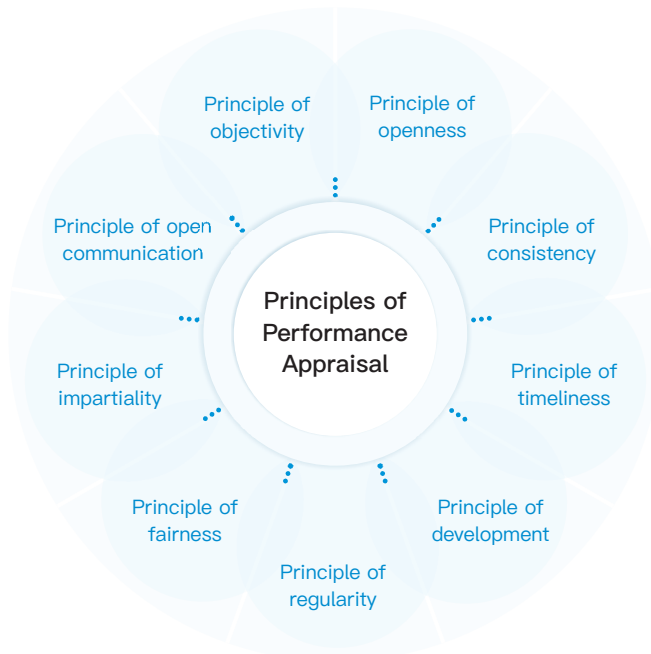 Principle of
objectivity
Principle of
openness
Principle of open
communication
Principle of
consistency
Principles of
Performance
Appraisal
Principle of
impartiality
Principle of
timeliness
Principle of
fairness
Principle of
development
Principle of
regularity